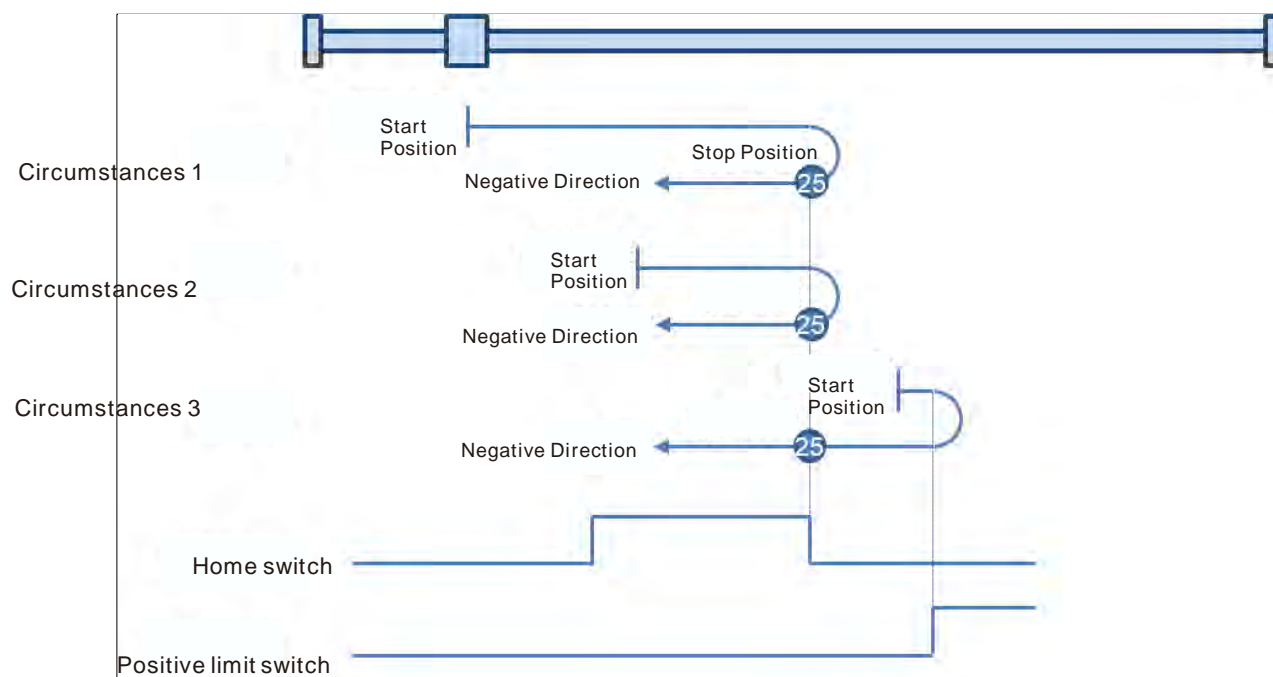 Start
Position
Circumstances 1
Stop Position
Negative Direction
25
Start
Position
Circumstances 2
Negative Direction
25
Start
Position
Circumstances 3
Negative Direction
25
Home switch
Positive limit switch